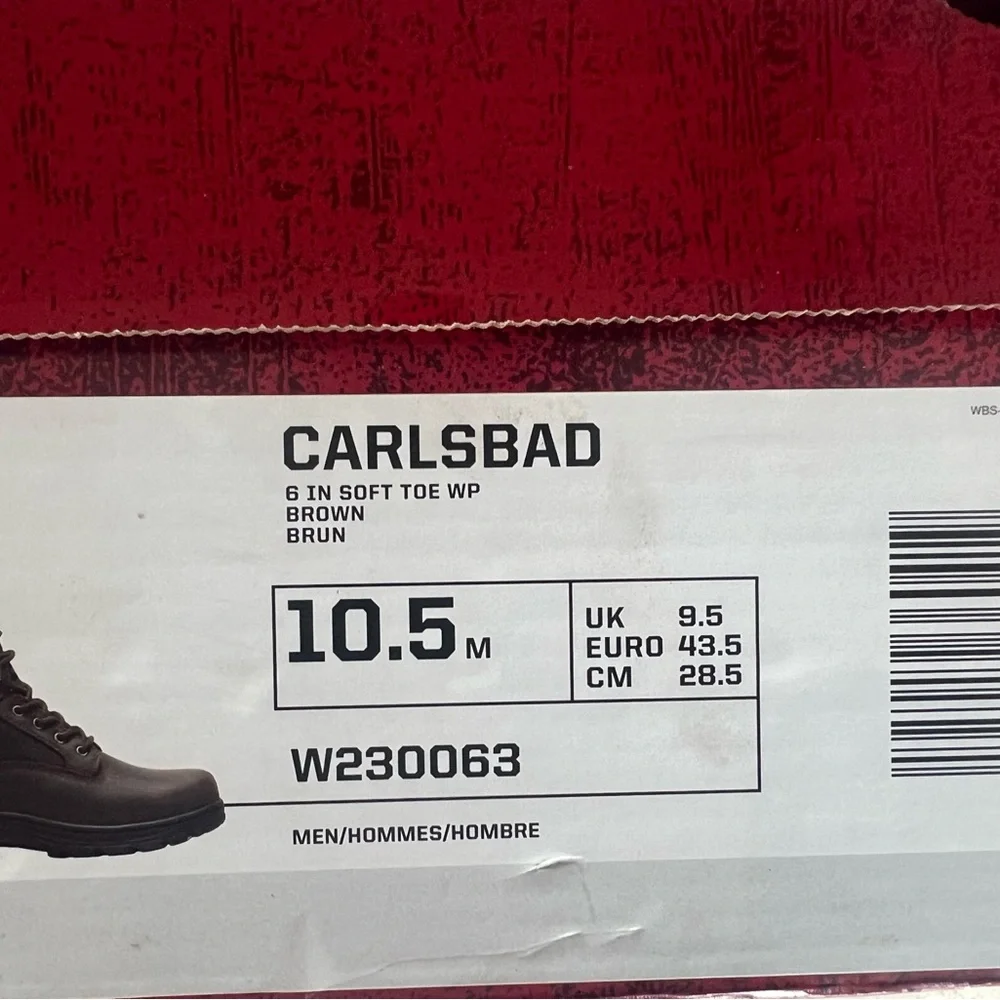 WBS-
CARLSBAD
6 IN SOFT TOE WP
BROWN
BRUN
10.5 M
UK 9.5
EURO 43.5
CM 28.5
W230063
MEN/HOMMES/HOMBRE